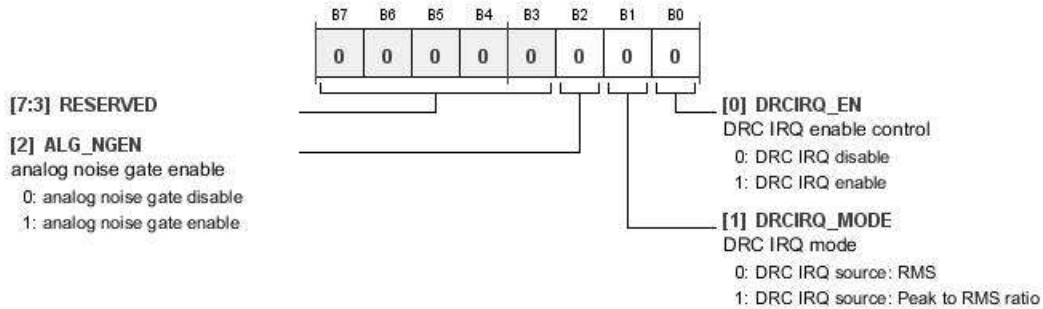 B7 B6 B5 B4 B3 B2 B1 B0
0 0 0 0 0 0 0 0
[7:3] RESERVED
[2] ALG_NGEN
analog noise gate enable
0: analog noise gate disable
1: analog noise gate enable
[0] DRCIRQ_EN
DRC IRQ enable control
0: DRC IRQ disable
1: DRC IRQ enable
[1] DRCIRQ_MODE
DRC IRQ mode
0: DRC IRQ source: RMS
1: DRC IRQ source: Peak to RMS ratio